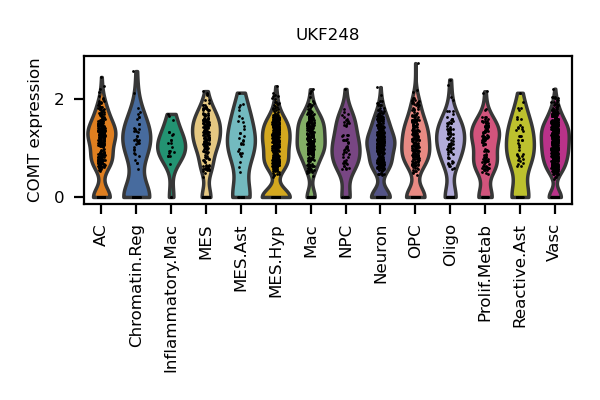 UKF248
COMT expression
2
0
AC
Chromatin.Reg
Inflammatory.Mac
MES
MES.Ast
MES.Hyp
Mac
NPC
Neuron
OPC
Oligo
Prolif.Metab
Reactive.Ast
Vasc